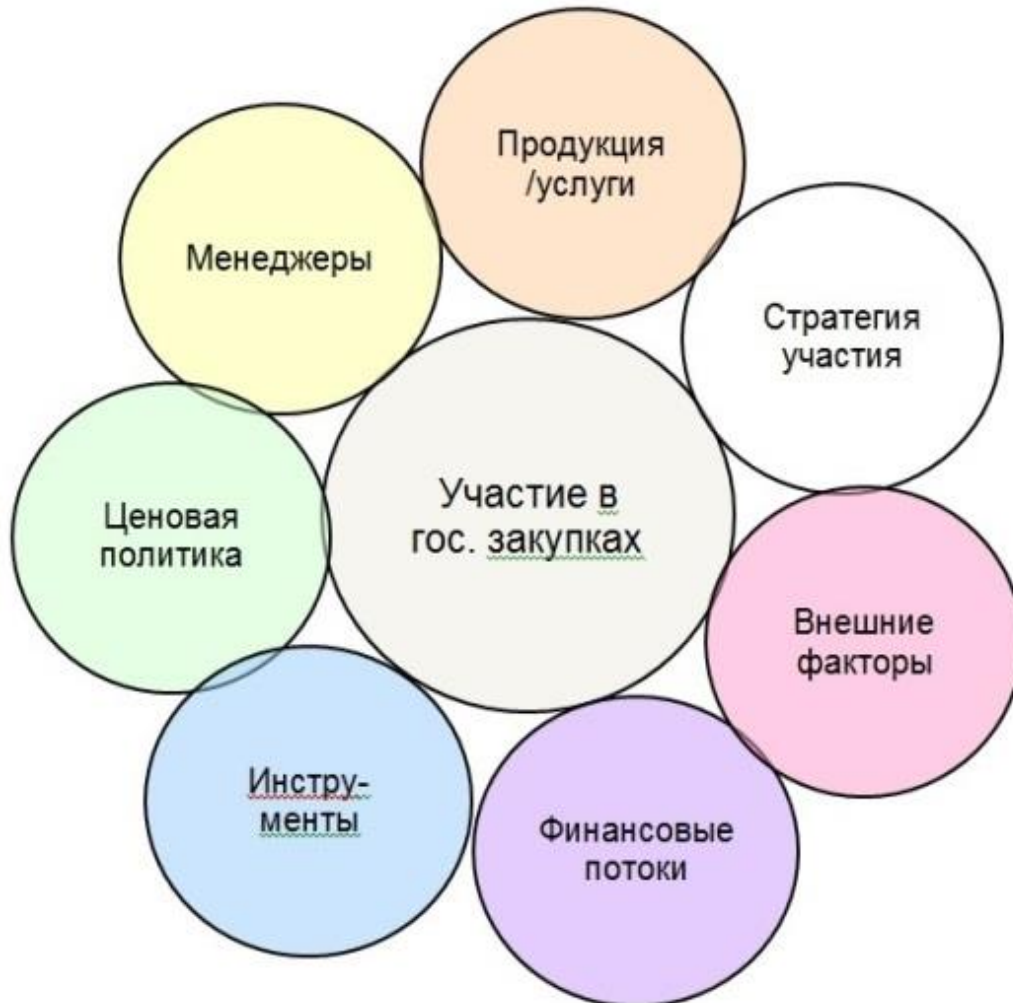 Продукция
/услуги
Менеджеры
Стратегия
участия
Участие в
гос. закупках
Ценовая
политика
Внешние
факторы
Инстру-
менты
Финансовые
потоки